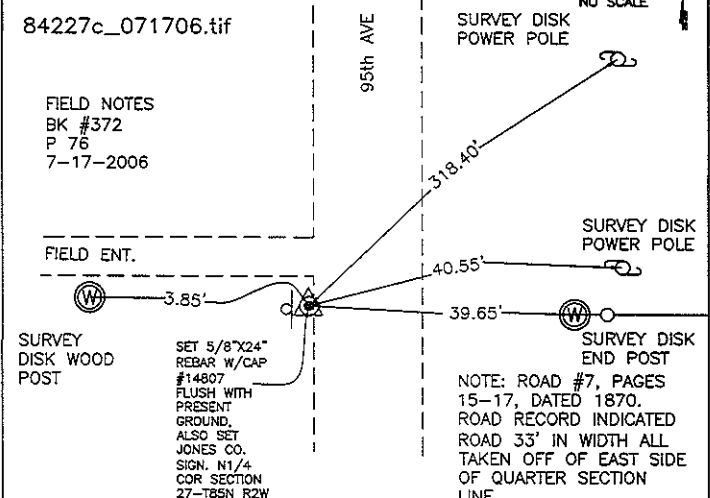 84227c_071706.tif
FIELD NOTES
BK #372
P 76
7-17-2006
95th AVE
NO SCALE
SURVEY DISK
POWER POLE
318.40'
SURVEY DISK
POWER POLE
40.55'
FIELD ENT.
W
3.85'
39.65'
W
SURVEY
DISK WOOD
POST
SURVEY DISK
END POST
SET 5/8"X24"
REBAR W/CAP
#14807
FLUSH WITH
PRESENT
GROUND.
ALSO SET
JONES CO.
SIGN. N1/4
COR SECTION
27-T85N R2W
NOTE: ROAD #7, PAGES
15-17, DATED 1870.
ROAD RECORD INDICATED
ROAD 33' IN WIDTH ALL
TAKEN OFF OF EAST SIDE
OF QUARTER SECTION
LINE